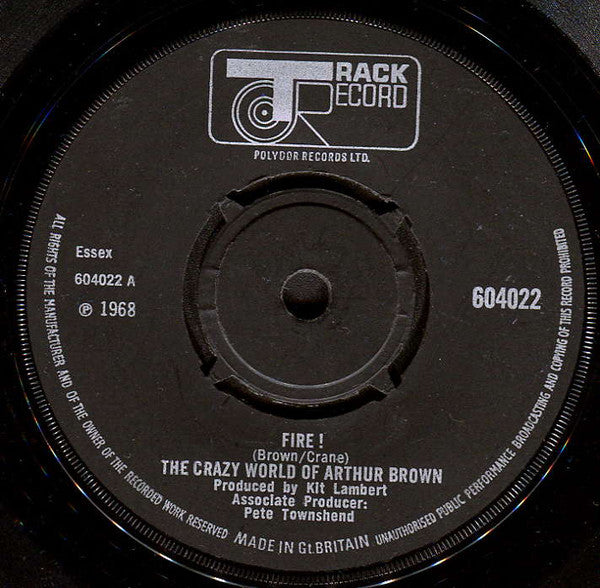 TRACK
RECORD
POLYDOR RECORDS LTD.
Essex
604022 A
℗ 1968
604022
FIRE !
(Brown/Crane)
THE CRAZY WORLD OF ARTHUR BROWN
Produced by Kit Lambert
Associate Producer:
Pete Townshend
ALL RIGHTS OF THE MANUFACTURER AND OF THE OWNER OF THE RECORDED WORK RESERVED MADE IN Gt.BRITAIN UNAUTHORISED PUBLIC PERFORMANCE BROADCASTING AND COPYING OF THIS RECORD PROHIBITED